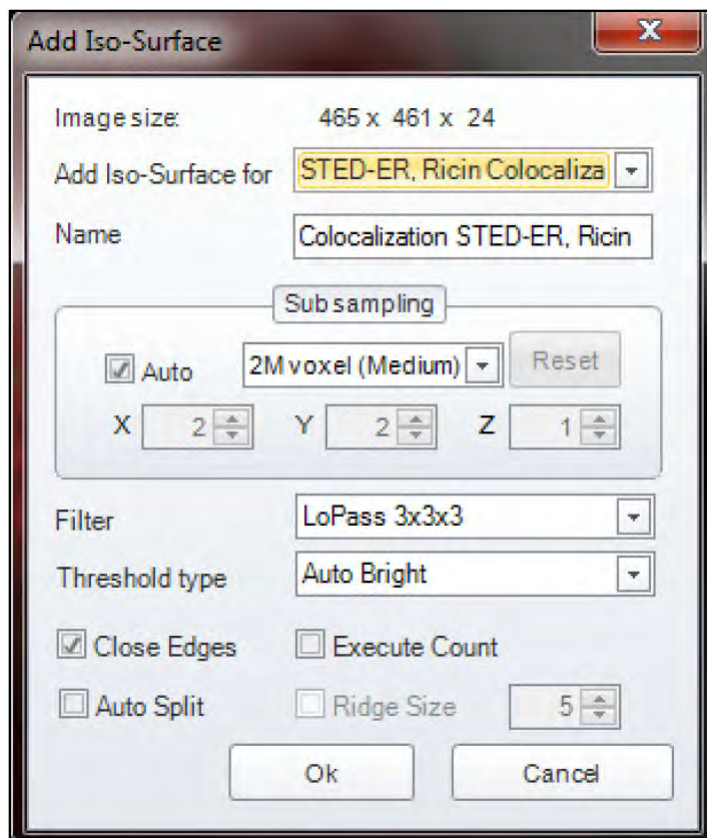 Add Iso-Surface
Image size: 465 x 461 x 24
Add Iso-Surface for STED-ER, Ricin Colocaliza
Name Colocalization STED-ER, Ricin
Sub sampling
Auto 2M voxel (Medium) Reset
X 2 Y 2 Z 1
Filter LoPass 3x3x3
Threshold type Auto Bright
Close Edges Execute Count
Auto Split Ridge Size 5
Ok Cancel